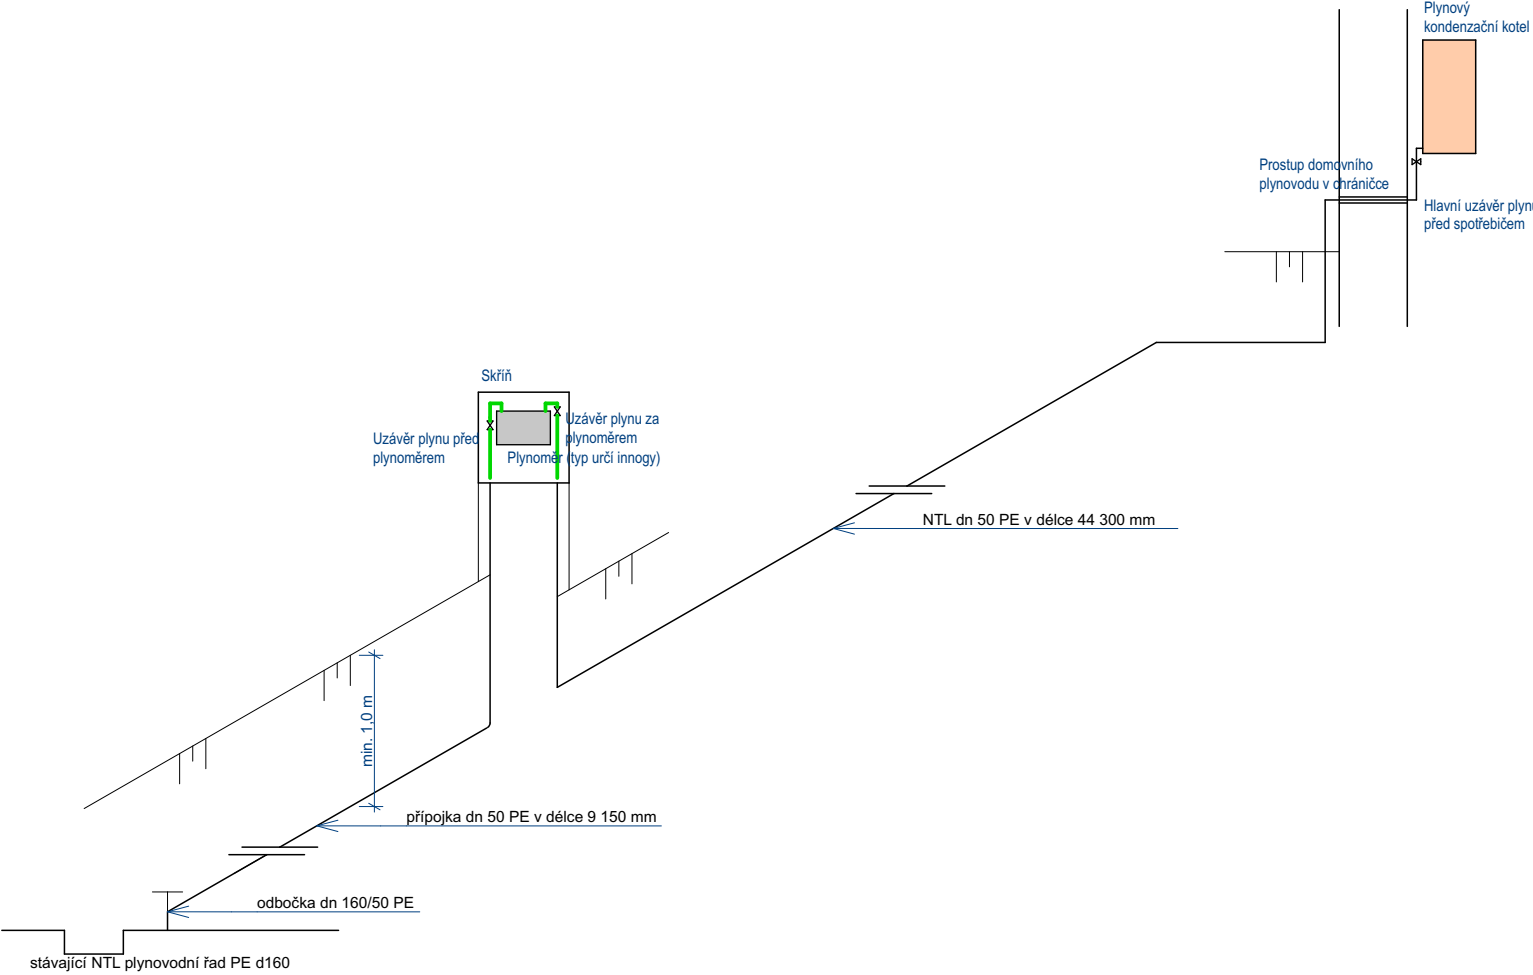 Plynový
kondenzační kotel
Prostup domovního
plynovodu v chráničce
Hlavní uzávěr plynu
před spotřebičem
Skříň
Uzávěr plynu před
plynoměrem
Uzávěr plynu za
plynoměrem
Plynoměr (typ určí innogy)
NTL dn 50 PE v délce 44 300 mm
min. 1,0 m
přípojka dn 50 PE v délce 9 150 mm
odbočka dn 160/50 PE
stávající NTL plynovodní řad PE d160